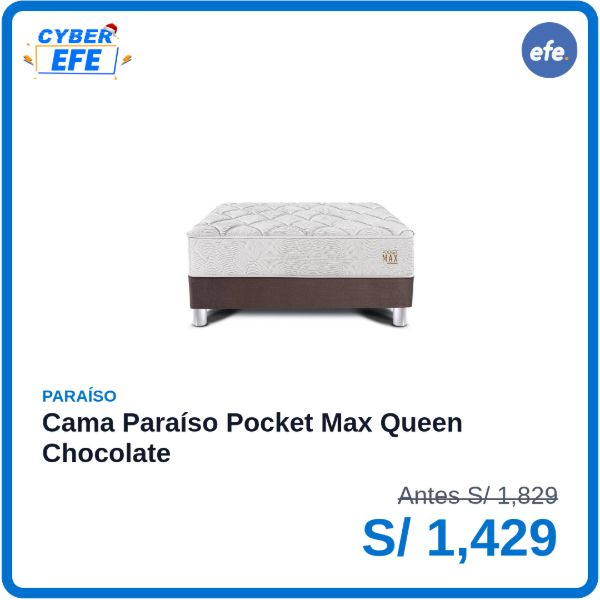 CYBER
EFE
efe.
MAX
PARAÍSO
Cama Paraíso Pocket Max Queen
Chocolate
Antes S/ 1,829
S/ 1,429